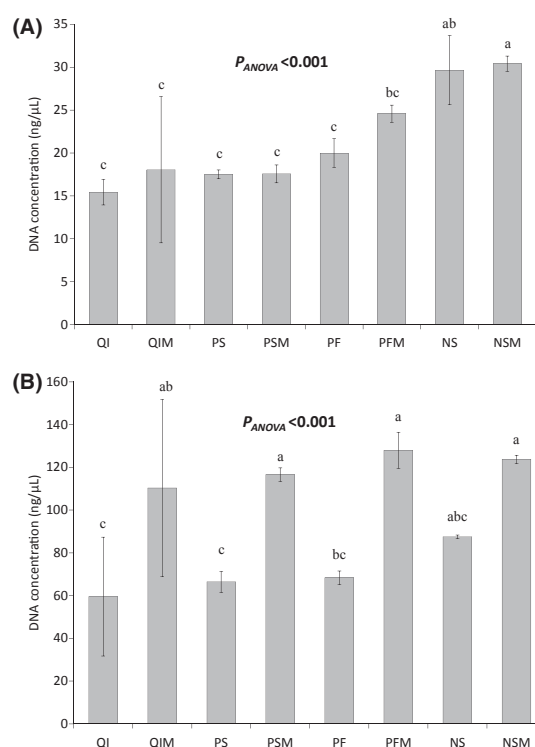 (A)
35
30
25
20
15
10
5
0
DNA concentration (ng/µL)
P_ANOVA <0.001
c c c c c bc ab a
QI QIM PS PSM PF PFM NS NSM
(B)
160
140
120
100
80
60
40
20
0
DNA concentration (ng/µL)
P_ANOVA <0.001
c ab c a bc a abc a
QI QIM PS PSM PF PFM NS NSM